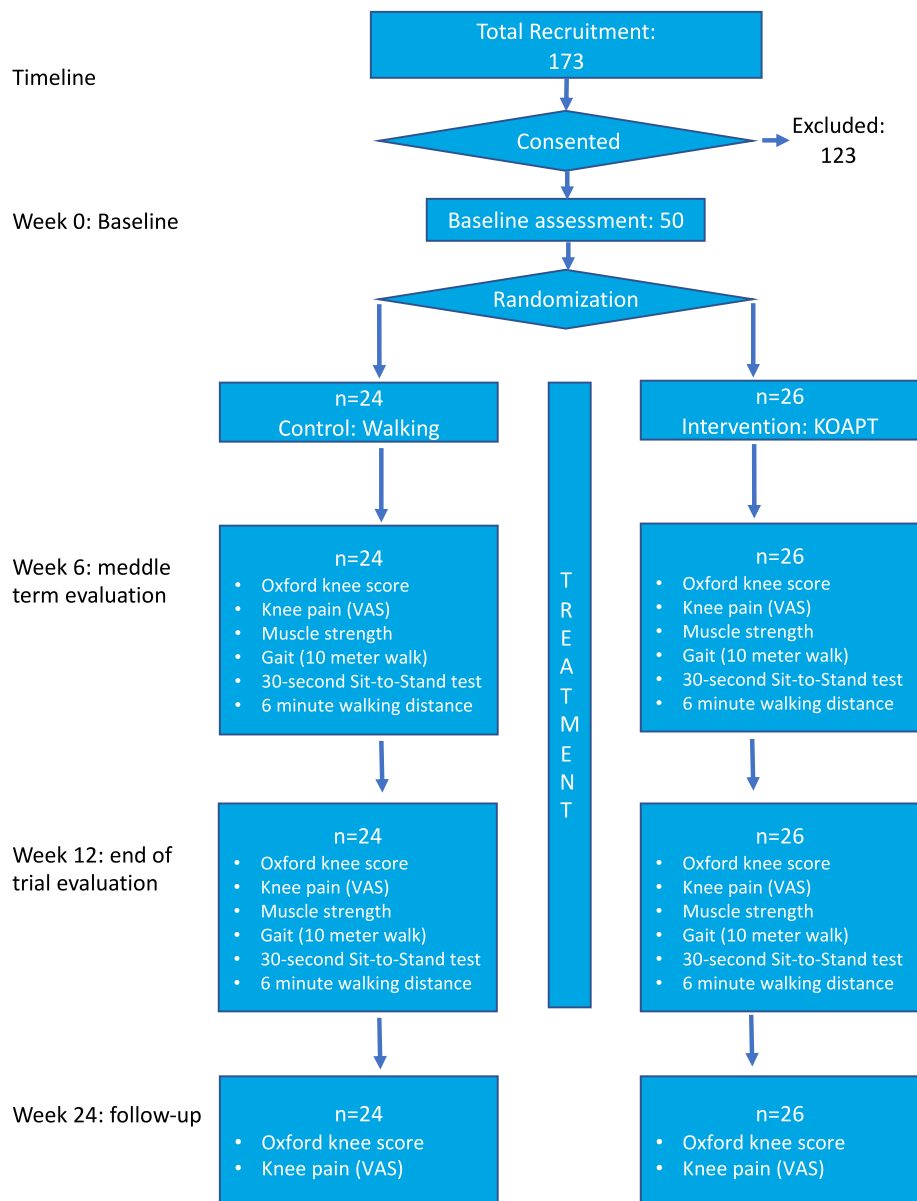 Total Recruitment:
173
Timeline
Consented
Excluded:
123
Week 0: Baseline
Baseline assessment: 50
Randomization
n=24
Control: Walking
n=26
Intervention: KOAPT
TREATMENT
Week 6: meddle
term evaluation
n=24
• Oxford knee score
• Knee pain (VAS)
• Muscle strength
• Gait (10 meter walk)
• 30-second Sit-to-Stand test
• 6 minute walking distance
n=26
• Oxford knee score
• Knee pain (VAS)
• Muscle strength
• Gait (10 meter walk)
• 30-second Sit-to-Stand test
• 6 minute walking distance
Week 12: end of
trial evaluation
n=24
• Oxford knee score
• Knee pain (VAS)
• Muscle strength
• Gait (10 meter walk)
• 30-second Sit-to-Stand test
• 6 minute walking distance
n=26
• Oxford knee score
• Knee pain (VAS)
• Muscle strength
• Gait (10 meter walk)
• 30-second Sit-to-Stand test
• 6 minute walking distance
Week 24: follow-up
n=24
• Oxford knee score
• Knee pain (VAS)
n=26
• Oxford knee score
• Knee pain (VAS)